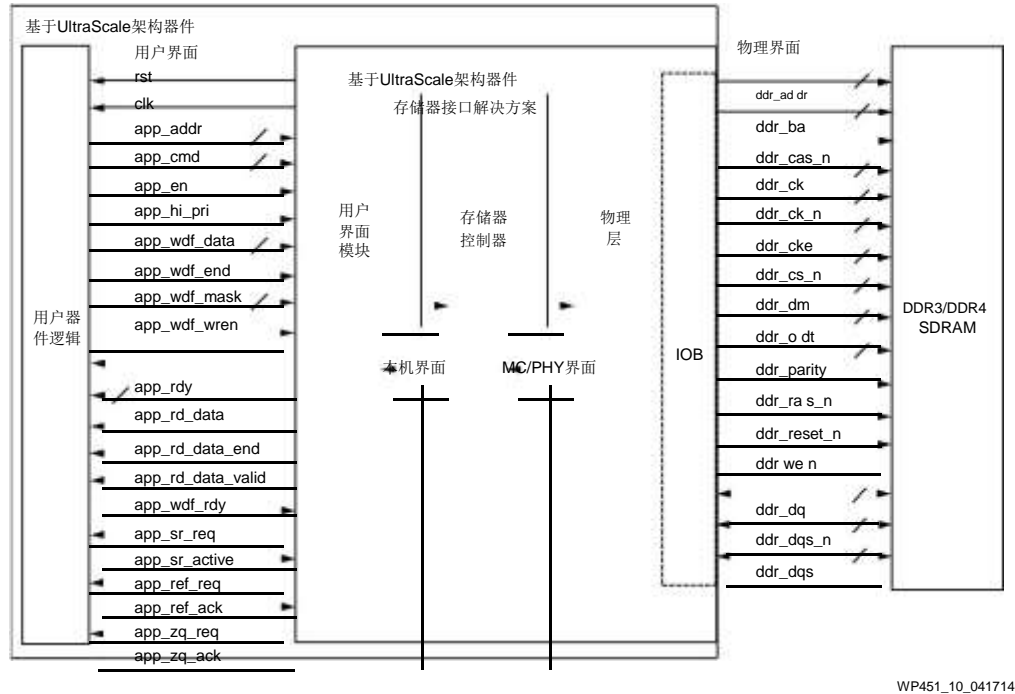 基于UltraScale架构器件
用户界面
物理界面
rst
clk
app_addr
app_cmd
app_en
app_hi_pri
app_wdf_data
app_wdf_end
app_wdf_mask
app_wdf_wren
app_rdy
app_rd_data
app_rd_data_end
app_rd_data_valid
app_wdf_rdy
app_sr_req
app_sr_active
app_ref_req
app_ref_ack
app_zq_req
app_zq_ack
用户器
件逻辑
基于UltraScale架构器件
存储器接口解决方案
用户
界面
模块
存储器
控制器
物理
层
本机界面
MC/PHY界面
IOB
ddr_ad dr
ddr_ba
ddr_cas_n
ddr_ck
ddr_ck_n
ddr_cke
ddr_cs_n
ddr_dm
ddr_o dt
ddr_parity
ddr_ra s_n
ddr_reset_n
ddr we n
ddr_dq
ddr_dqs_n
ddr_dqs
DDR3/DDR4
SDRAM
WP451_10_041714